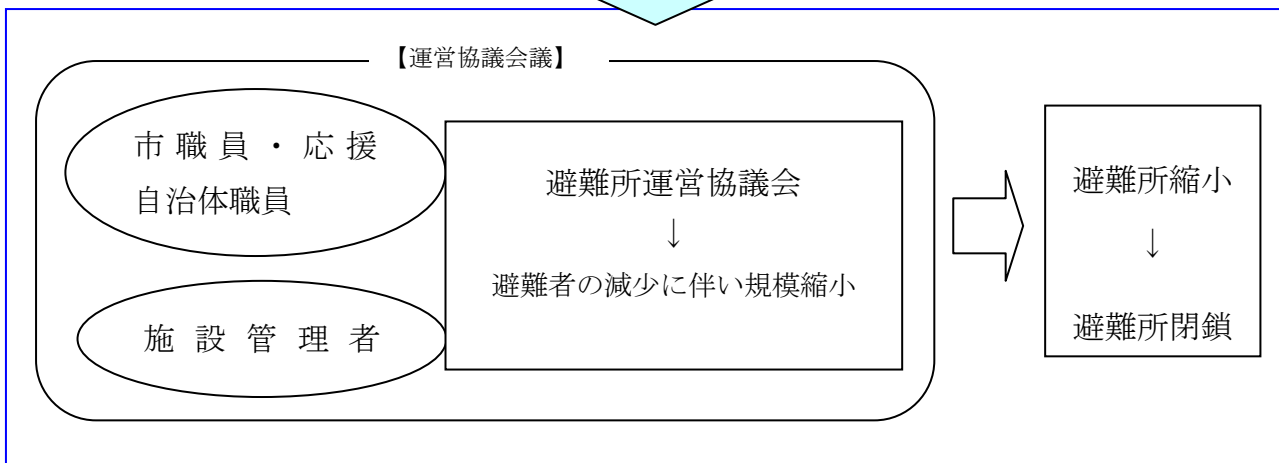 【運営協議会議】
市職員・応援
自治体職員
施設管理者
避難所運営協議会
↓
避難者の減少に伴い規模縮小
避難所縮小
↓
避難所閉鎖